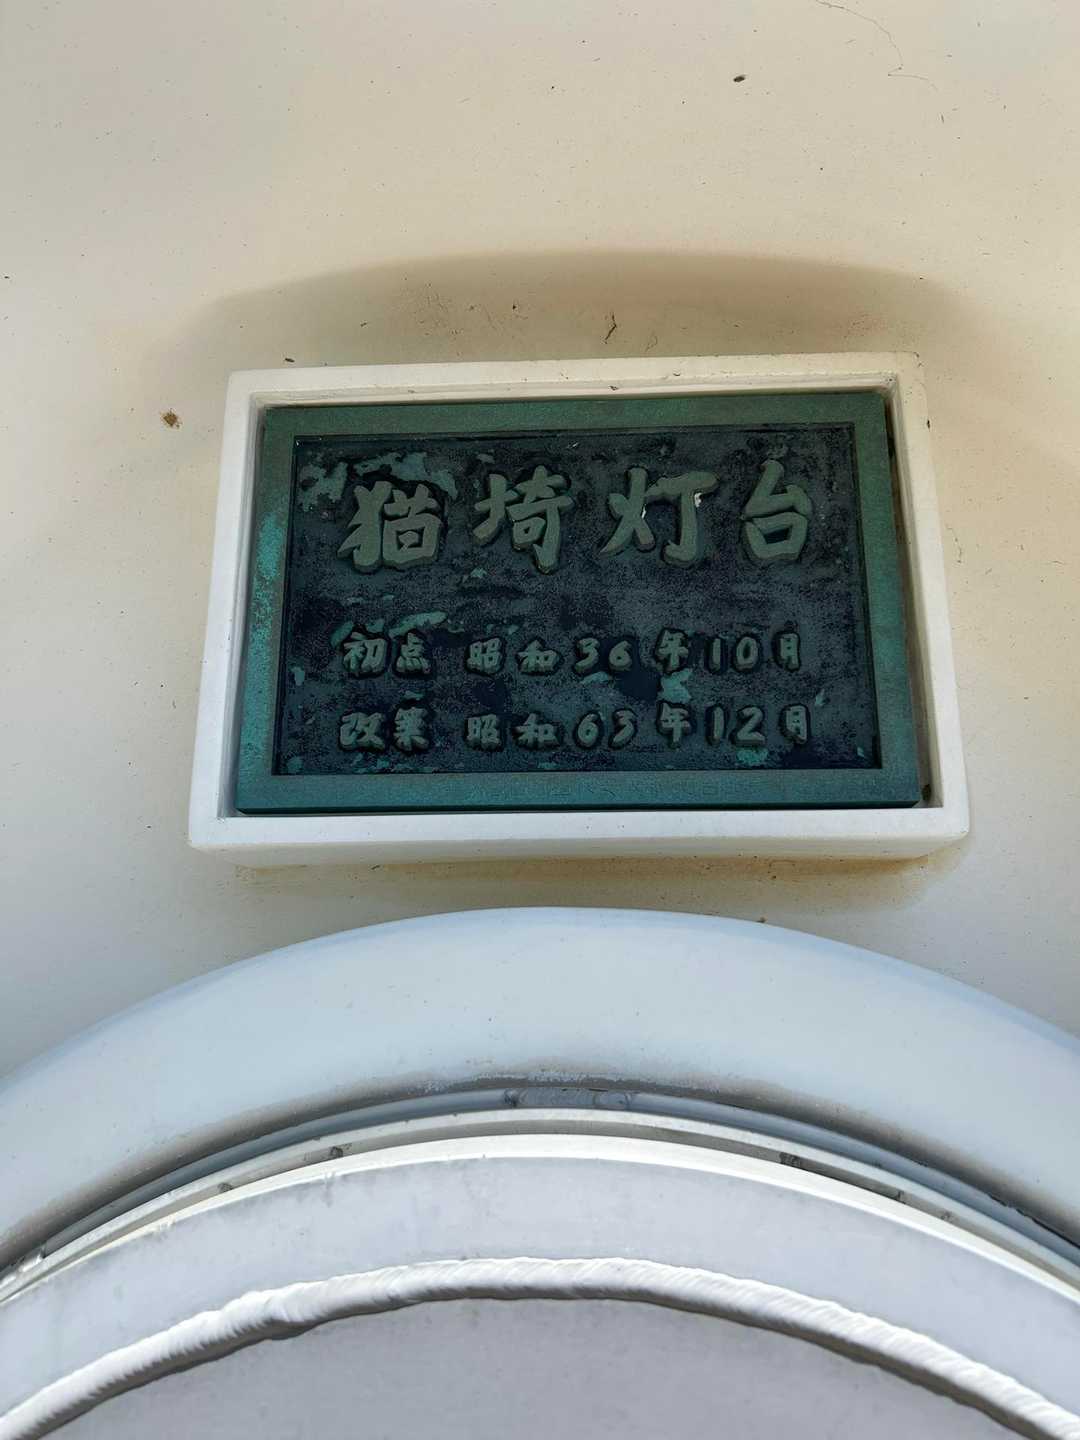 猫埼灯台
初点 昭和36年10月
改築 昭和63年12月